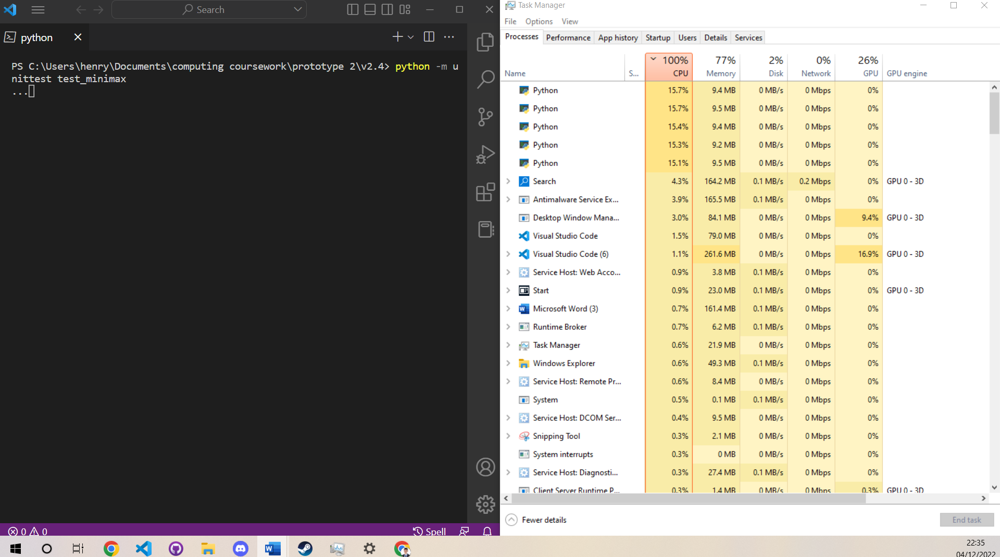 Search
python
PS C:\Users\henry\Documents\computing coursework\prototype 2\v2.4> python -m u
nittest test_minimax
...
0 0
Spell
Task Manager
File Options View
Processes Performance App history Startup Users Details Services
100% 77% 2% 0% 26%
Name S... CPU Memory Disk Network GPU GPU engine
Python 15.7% 9.4 MB 0 MB/s 0 Mbps 0%
Python 15.7% 9.5 MB 0 MB/s 0 Mbps 0%
Python 15.4% 9.4 MB 0 MB/s 0 Mbps 0%
Python 15.3% 9.2 MB 0 MB/s 0 Mbps 0%
Python 15.1% 9.5 MB 0 MB/s 0 Mbps 0%
Search 4.3% 164.2 MB 0.1 MB/s 0.2 Mbps 0% GPU 0 - 3D
Antimalware Service Ex... 3.9% 165.5 MB 0.1 MB/s 0 Mbps 0%
Desktop Window Mana... 3.0% 84.1 MB 0 MB/s 0 Mbps 9.4% GPU 0 - 3D
Visual Studio Code 1.5% 79.0 MB 0 MB/s 0 Mbps 0%
Visual Studio Code (6) 1.1% 261.6 MB 0 MB/s 0 Mbps 16.9% GPU 0 - 3D
Service Host: Web Acco... 0.9% 3.8 MB 0.1 MB/s 0 Mbps 0%
Start 0.9% 23.0 MB 0.1 MB/s 0 Mbps 0% GPU 0 - 3D
Microsoft Word (3) 0.7% 161.4 MB 0.1 MB/s 0 Mbps 0%
Runtime Broker 0.7% 6.2 MB 0.1 MB/s 0 Mbps 0%
Task Manager 0.6% 21.9 MB 0 MB/s 0 Mbps 0%
Windows Explorer 0.6% 49.3 MB 0.1 MB/s 0 Mbps 0%
Service Host: Remote Pr... 0.6% 8.4 MB 0 MB/s 0 Mbps 0%
System 0.5% 0.1 MB 0.1 MB/s 0 Mbps 0%
Service Host: DCOM Ser... 0.4% 9.5 MB 0 MB/s 0 Mbps 0%
Snipping Tool 0.3% 2.1 MB 0 MB/s 0 Mbps 0%
System interrupts 0.3% 0 MB 0 MB/s 0 Mbps 0%
Service Host: Diagnosti... 0.3% 27.4 MB 0.1 MB/s 0 Mbps 0%
Client Server Runtime P... 0.3% 1.4 MB 0 MB/s 0 Mbps 0.3% GPU 0 - 3D
Fewer details
End task
22:35
04/12/2022